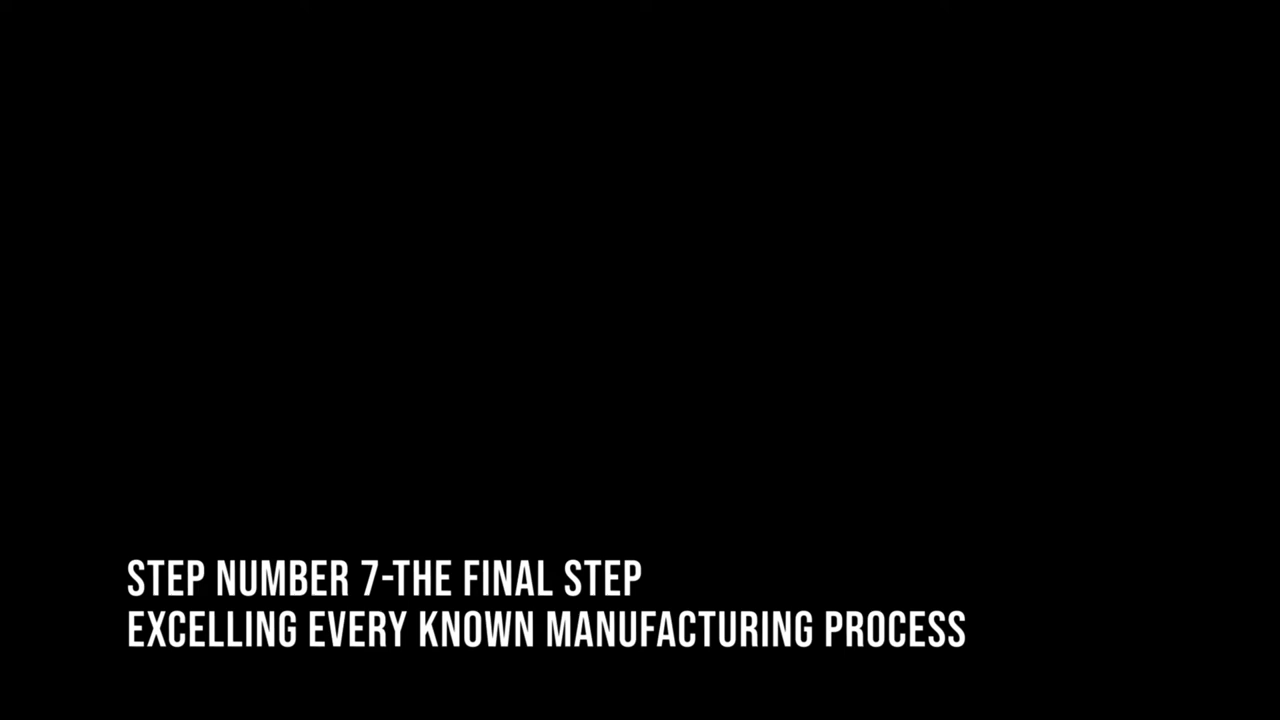 STEP NUMBER 7-THE FINAL STEP
EXCELLING EVERY KNOWN MANUFACTURING PROCESS